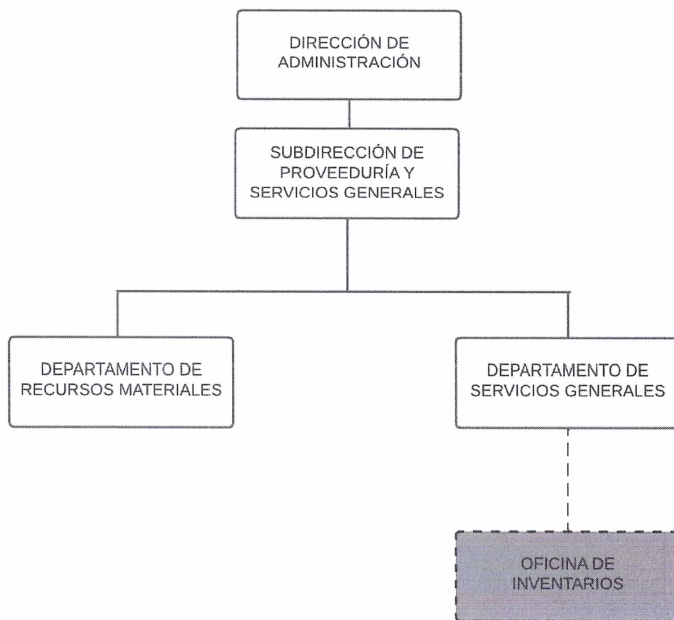 DIRECCIÓN DE
ADMINISTRACIÓN
SUBDIRECCIÓN DE
PROVEEDURÍA Y
SERVICIOS GENERALES
DEPARTAMENTO DE
RECURSOS MATERIALES
DEPARTAMENTO DE
SERVICIOS GENERALES
OFICINA DE
INVENTARIOS